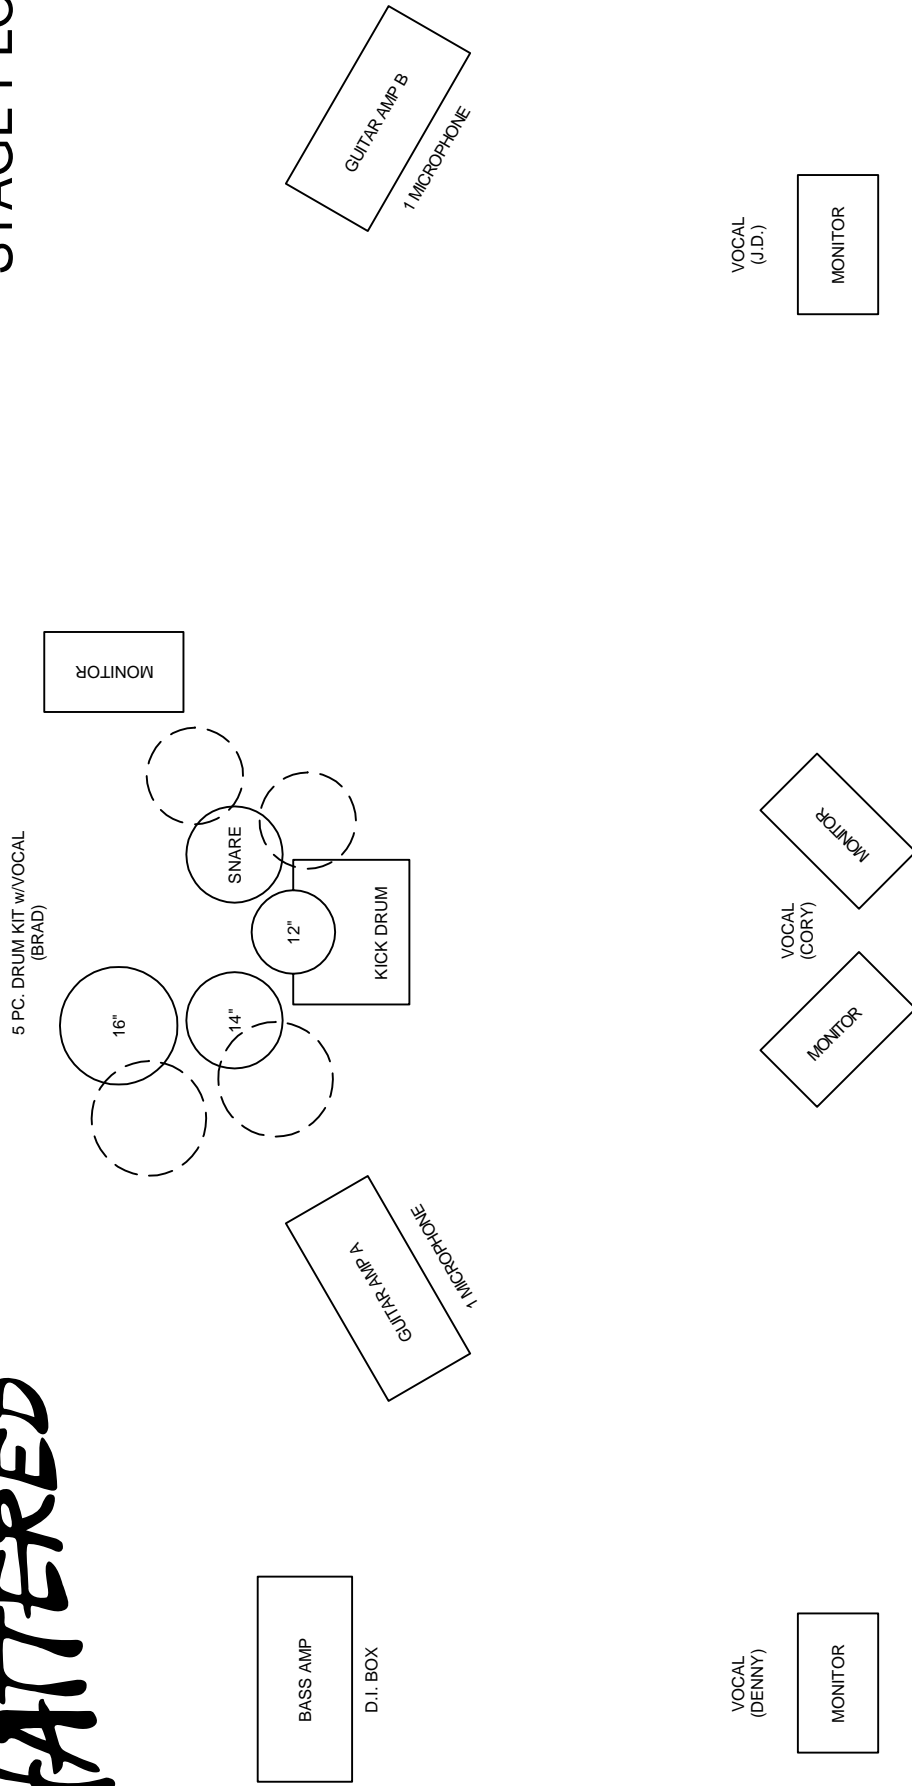 ATTERED
STAGE
5 PC. DRUM KIT w/VOCAL
(BRAD)
MONITOR
16"
14"
SNARE
12"
KICK DRUM
BASS AMP
D.I. BOX
GUITAR AMP A
1 MICROPHONE
GUITAR AMP B
1 MICROPHONE
VOCAL
(DENNY)
MONITOR
VOCAL
(CORY)
MONITOR
MONITOR
VOCAL
(J.D.)
MONITOR